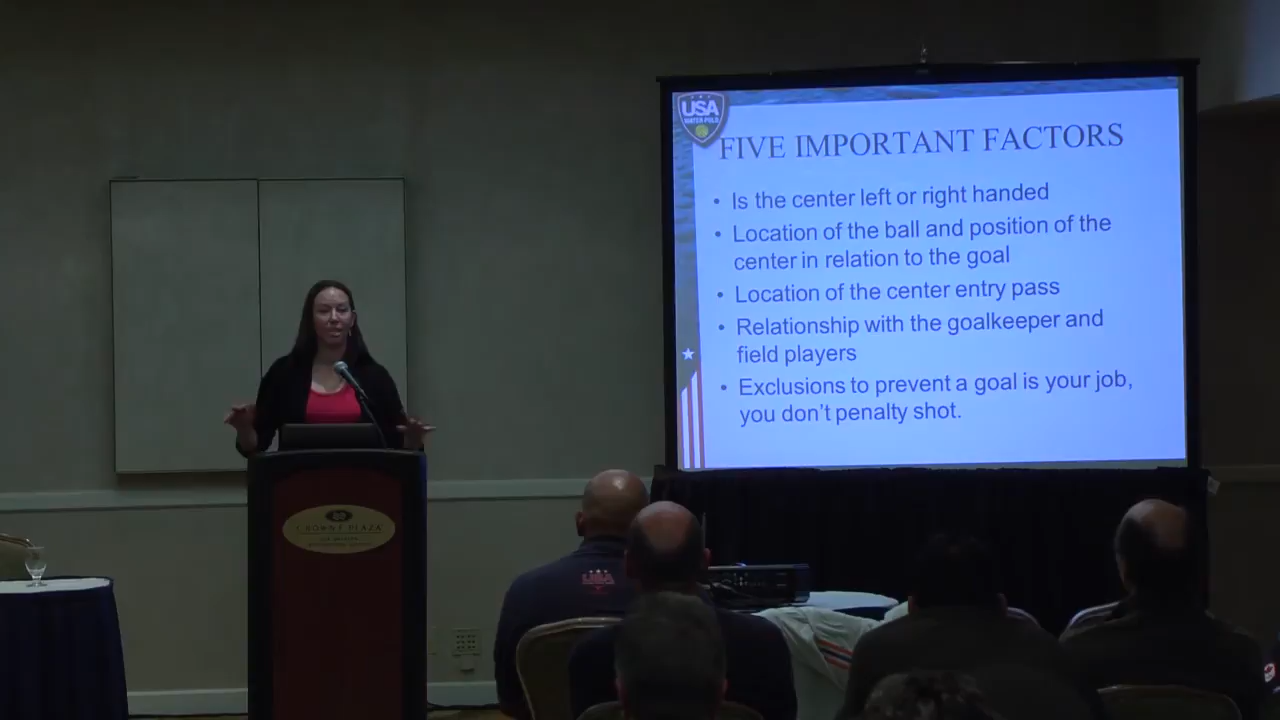 USA
WATER POLO
FIVE IMPORTANT FACTORS
• Is the center left or right handed
• Location of the ball and position of the
center in relation to the goal
• Location of the center entry pass
• Relationship with the goalkeeper and
field players
• Exclusions to prevent a goal is your job,
you don't penalty shot.
CROWNE PLAZA
USA